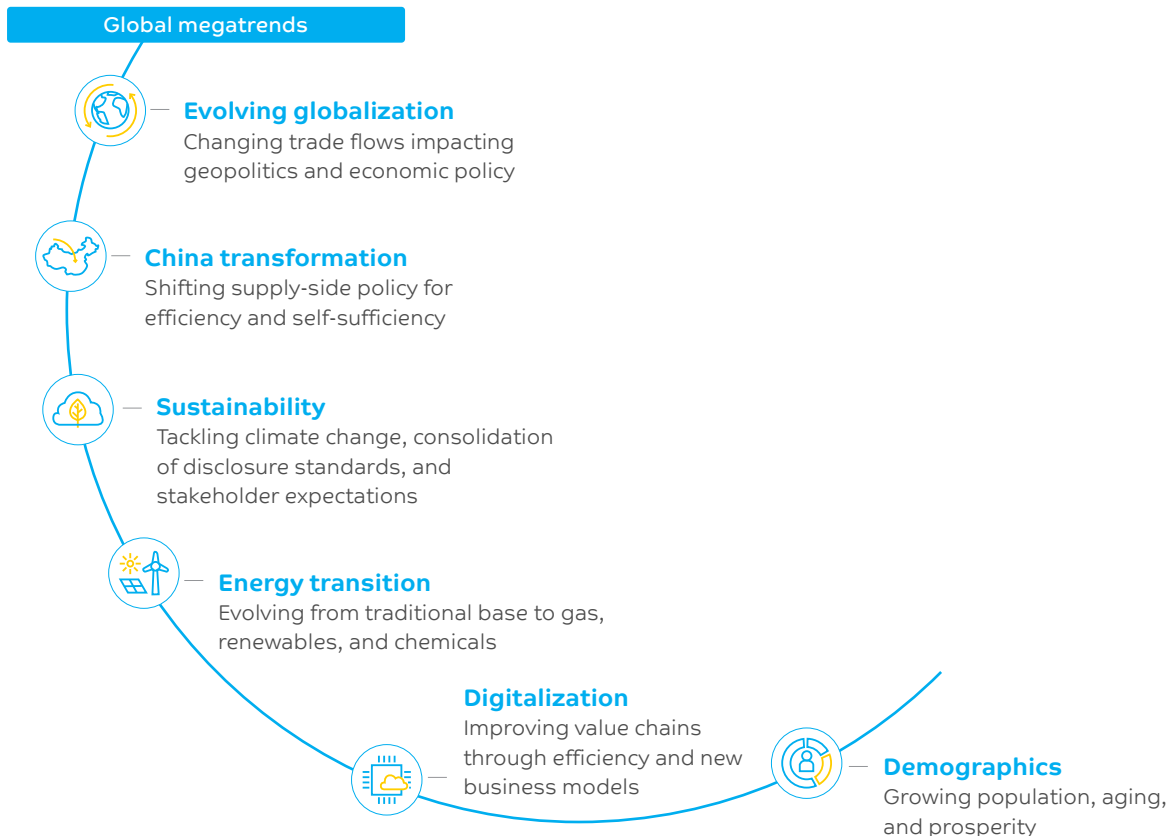 Global megatrends
Evolving globalization
Changing trade flows impacting
geopolitics and economic policy
China transformation
Shifting supply-side policy for
efficiency and self-sufficiency
Sustainability
Tackling climate change, consolidation
of disclosure standards, and
stakeholder expectations
Energy transition
Evolving from traditional base to gas,
renewables, and chemicals
Digitalization
Improving value chains
through efficiency and new
business models
Demographics
Growing population, aging,
and prosperity